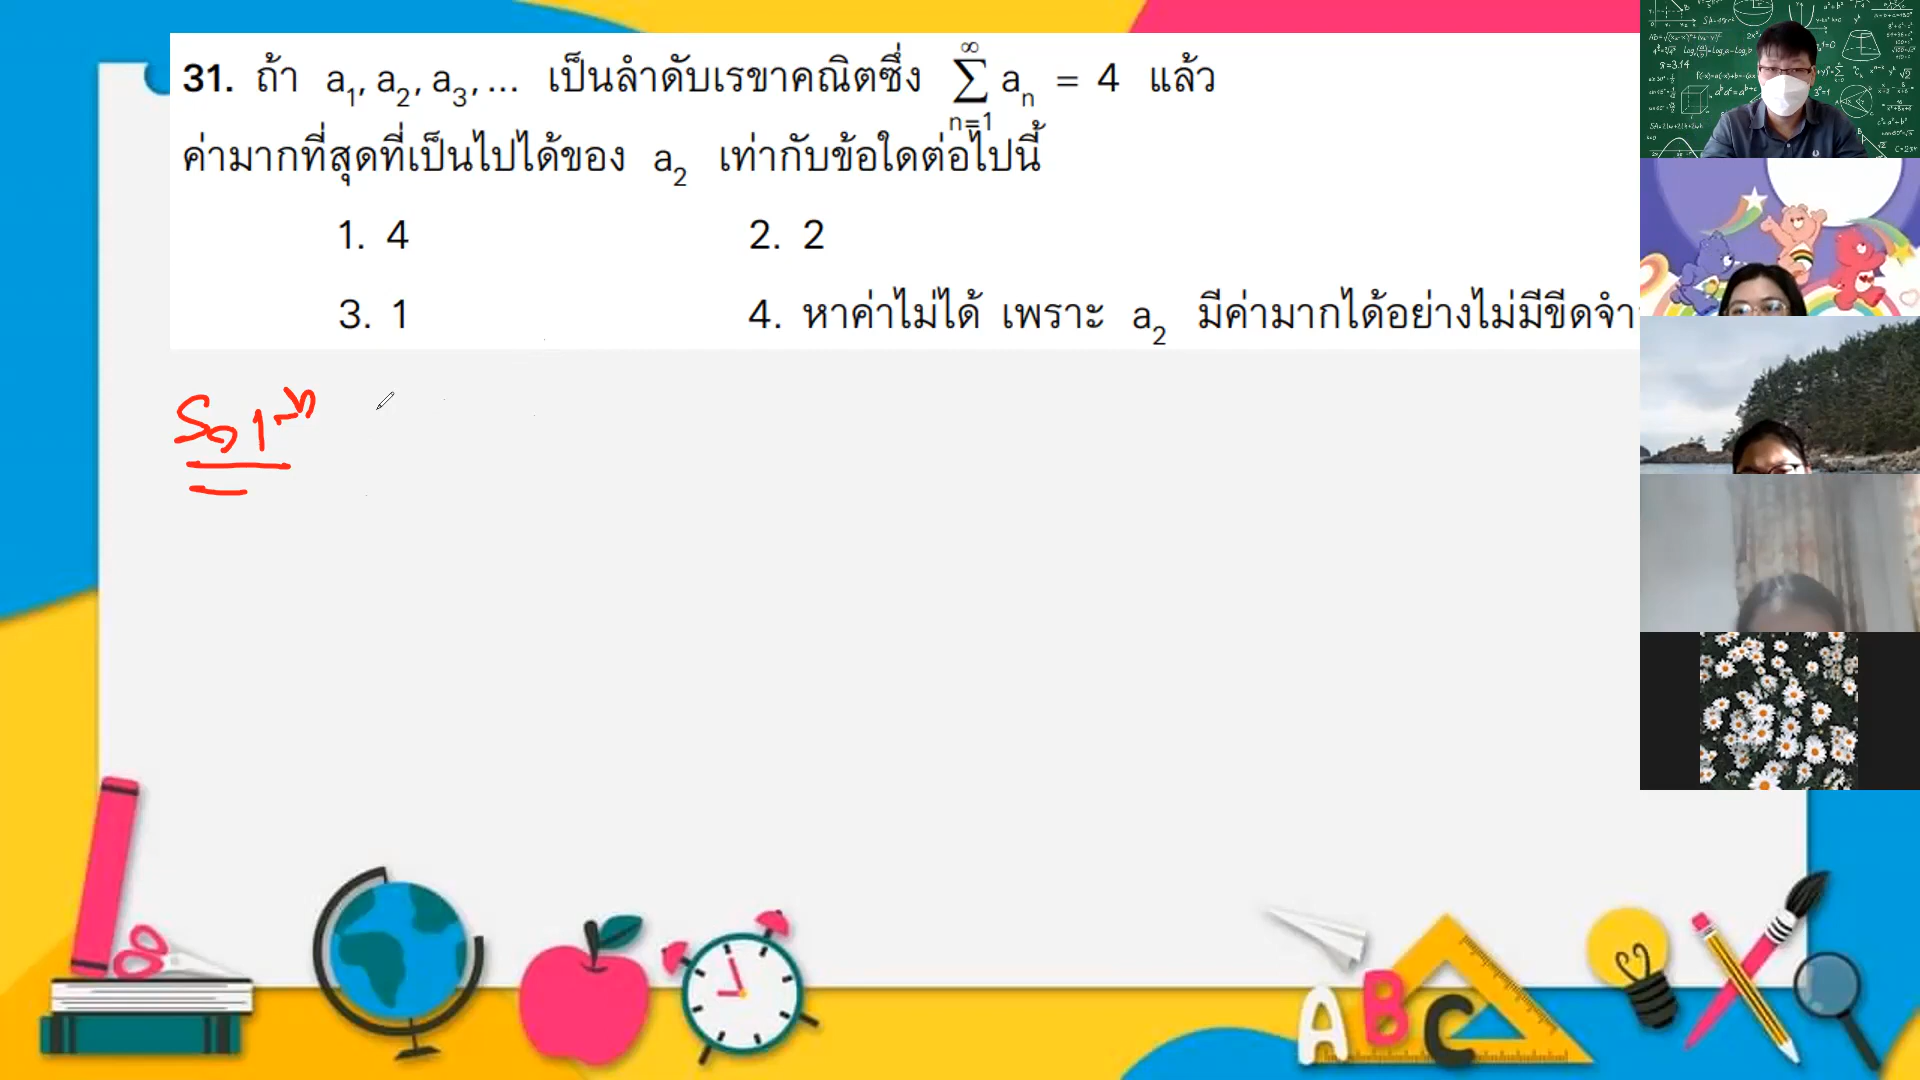 31. ถ้า a₁, a₂, a₃, ... เป็นลำดับเรขาคณิตซึ่ง ∞∑n=1 aₙ = 4 แล้ว
ค่ามากที่สุดที่เป็นไปได้ของ a₂ เท่ากับข้อใดต่อไปนี้
1. 4 2. 2
3. 1 4. หาค่าไม่ได้ เพราะ a₂ มีค่ามากได้อย่างไม่มีขีดจำ
A B C